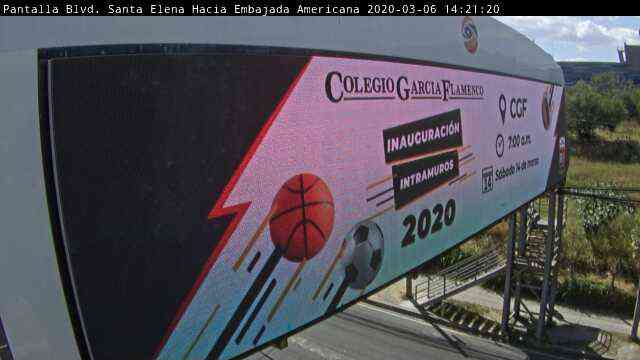 Pantalla Blvd. Santa Elena Hacia Embajada Americana 2020-03-06 14:21:20
COLEGIO GARCIA FLAMENCO
INAUGURACIÓN
INTRAMUROS
2020
CGF
7:00 a.m.
Sábado 14 de marzo